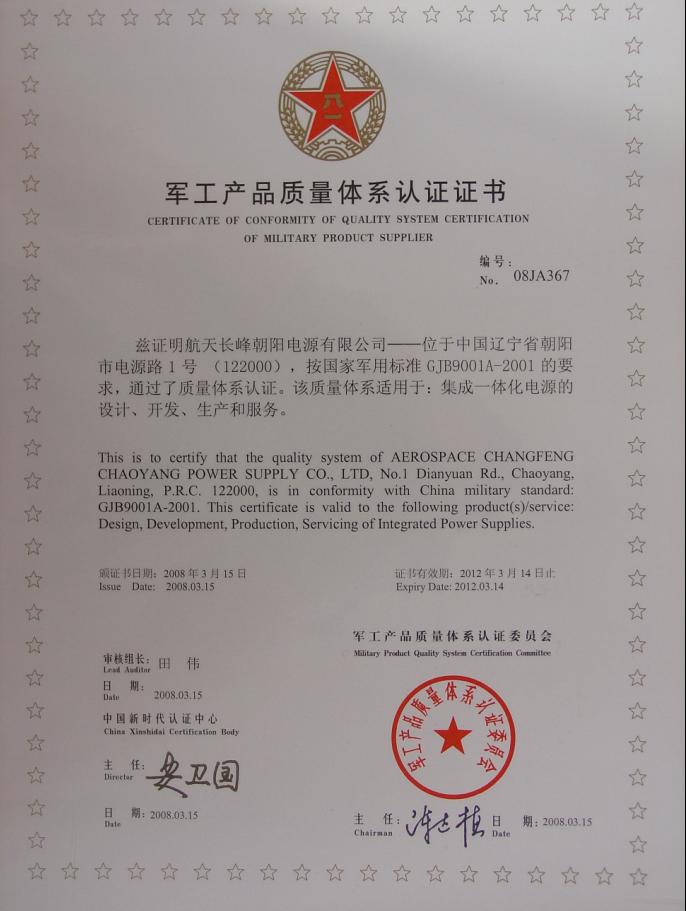 八一
军工产品质量体系认证证书
CERTIFICATE OF CONFORMITY OF QUALITY SYSTEM CERTIFICATION
OF MILITARY PRODUCT SUPPLIER
编号：
No. 08JA367
兹证明航天长峰朝阳电源有限公司——位于中国辽宁省朝阳
市电源路 1 号 （122000），按国家军用标准 GJB9001A-2001 的要
求，通过了质量体系认证。该质量体系适用于：集成一体化电源的
设计、开发、生产和服务。
This is to certify that the quality system of AEROSPACE CHANGFENG
CHAOYANG POWER SUPPLY CO., LTD, No.1 Dianyuan Rd., Chaoyang,
Liaoning, P.R.C. 122000, is in conformity with China military standard:
GJB9001A-2001. This certificate is valid to the following product(s)/service:
Design, Development, Production, Servicing of Integrated Power Supplies.
颁证书日期：2008 年 3 月 15 日
Issue Date: 2008.03.15
证书有效期：2012 年 3 月 14 日止
Expiry Date: 2012.03.14
军工产品质量体系认证委员会
Military Product Quality System Certification Committee
审核组长：田 伟
Lead Auditor
日 期：
Date 2008.03.15
中国新时代认证中心
China Xinshidai Certification Body
主 任：
Director
日 期：2008.03.15
Date
军工产品质量体系认证委员会
主 任：
Chairman
日 期：2008.03.15
Date